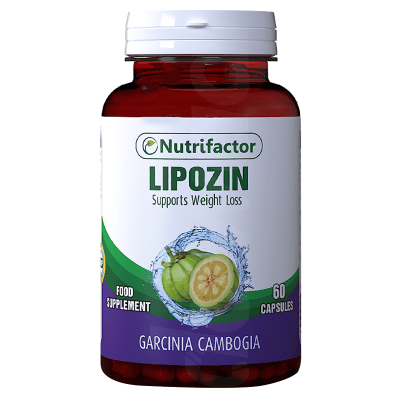 Nutrifactor
LIPOZIN
Supports Weight Loss
FOOD
SUPPLEMENT
60
CAPSULES
GARCINIA CAMBOGIA